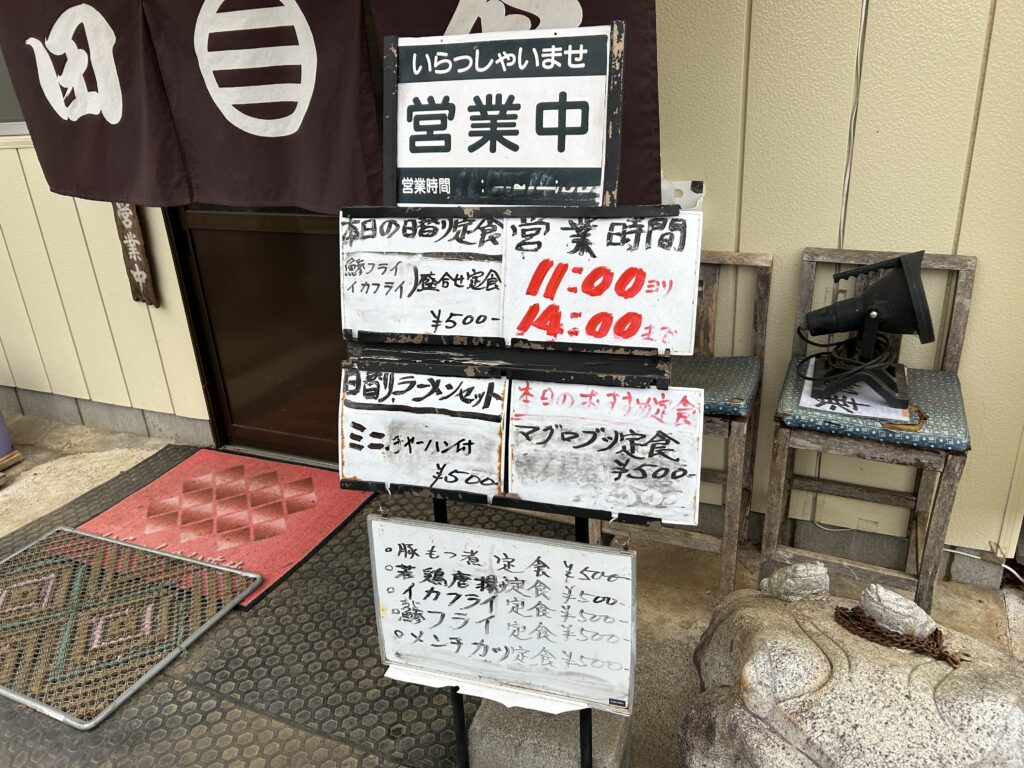 田
いらっしゃいませ
営業中
営業時間
営業中
本日の日替り定食
鯵フライ
イカフライ
盛合せ定食
¥500-
営業時間
11:00ヨリ
14:00まで
日替りラーメンセット
ミニチャーハン付
¥500-
本日のおすすめ定食
マグロブツ定食
¥500-
○豚もつ煮定食 ¥500-
○若鶏唐揚定食 ¥500-
○イカフライ定食 ¥500-
○鯵フライ定食 ¥500-
あじ
○メンチカツ定食 ¥500-